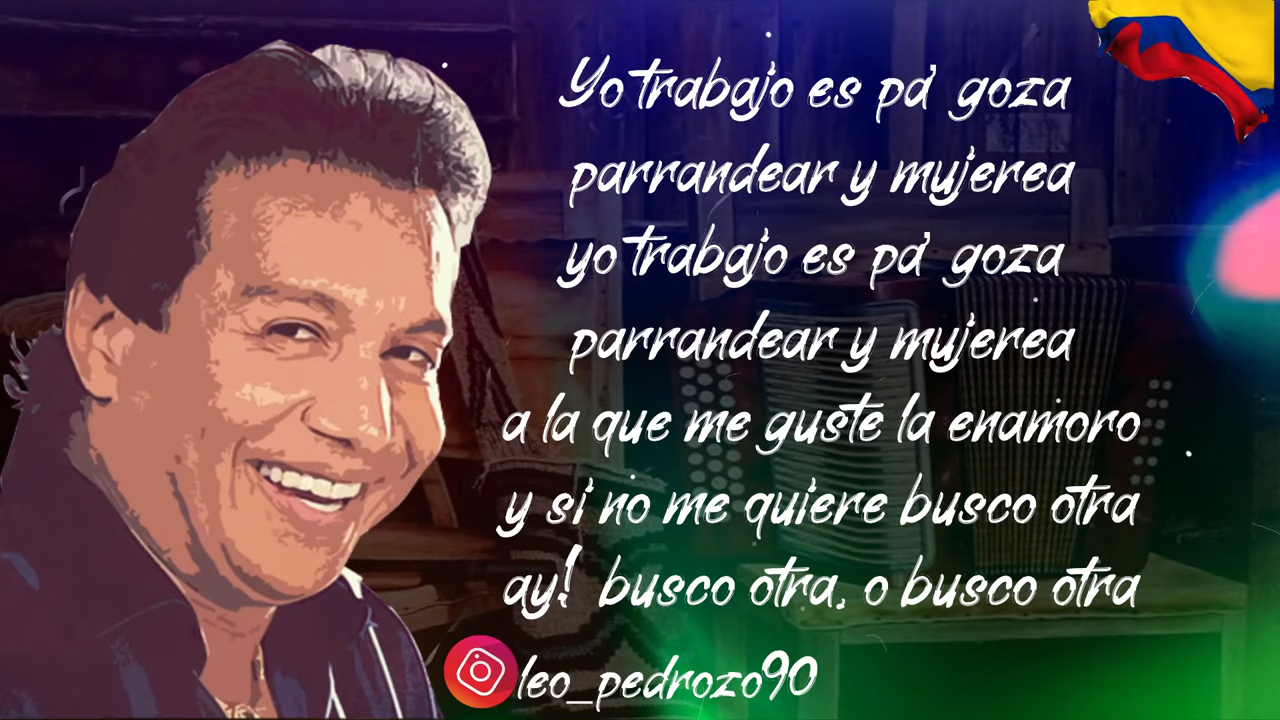 Yo trabajo es pa' goza
parrandear y mujerea
yo trabajo es pa' goza
parrandear y mujerea
a la que me guste la enamoro
y si no me quiere busco otra
ay! busco otra, o busco otra
leo_pedrozo90